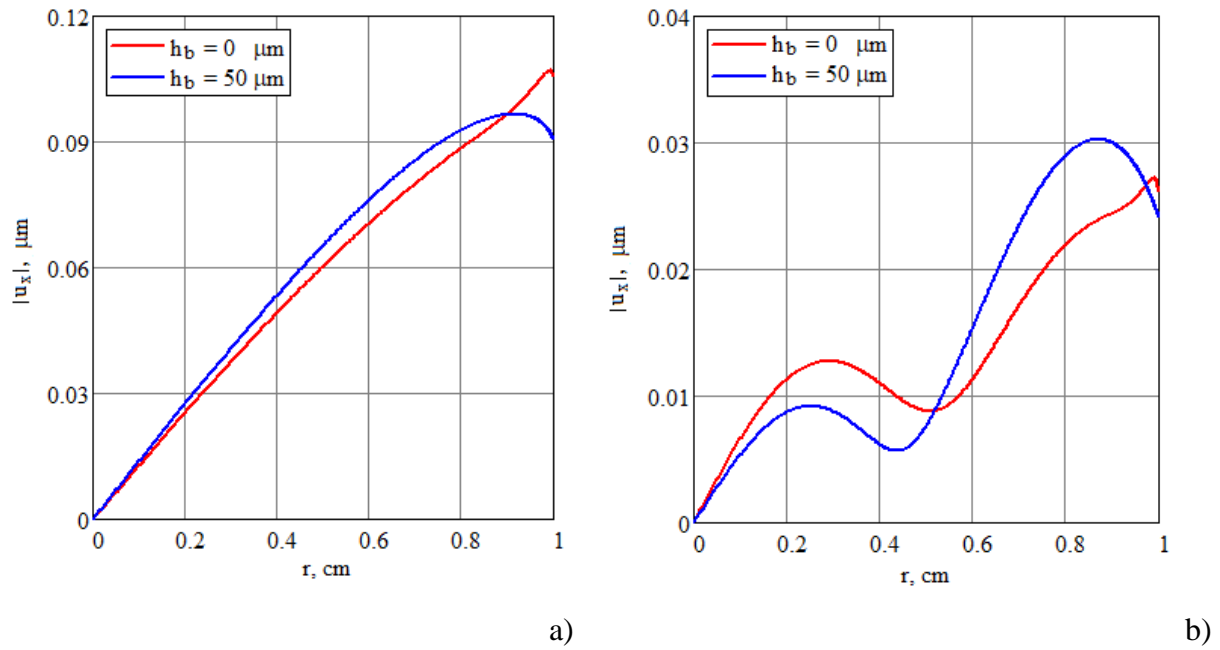 0.12
0.09
0.06
0.03
0
|u_x|, μm
h_b = 0 μm
h_b = 50 μm
0 0.2 0.4 0.6 0.8 1
r, cm
a)
0.04
0.03
0.02
0.01
0
|u_x|, μm
h_b = 0 μm
h_b = 50 μm
0 0.2 0.4 0.6 0.8 1
r, cm
b)